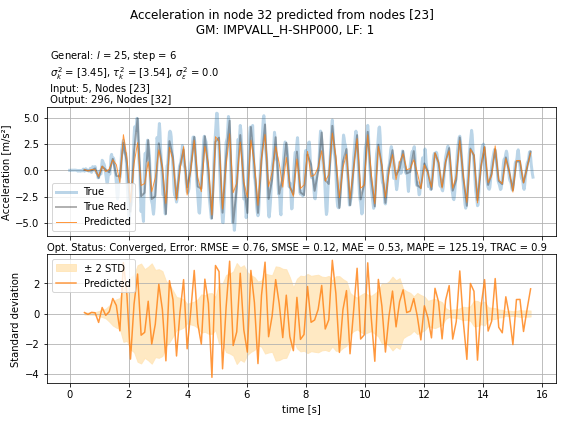 Acceleration in node 32 predicted from nodes [23]
GM: IMPVALL_H-SHP000, LF: 1
General: l = 25, step = 6
σ²ₖ = [3.45], τ²ₖ = [3.54], σ²ε = 0.0
Input: 5, Nodes [23]
Output: 296, Nodes [32]
Acceleration [m/s²]
5.0
2.5
0.0
−2.5
−5.0
True
True Red.
Predicted
Opt. Status: Converged, Error: RMSE = 0.76, SMSE = 0.12, MAE = 0.53, MAPE = 125.19, TRAC = 0.9
Standard deviation
2
0
−2
−4
± 2 STD
Predicted
0 2 4 6 8 10 12 14 16
time [s]